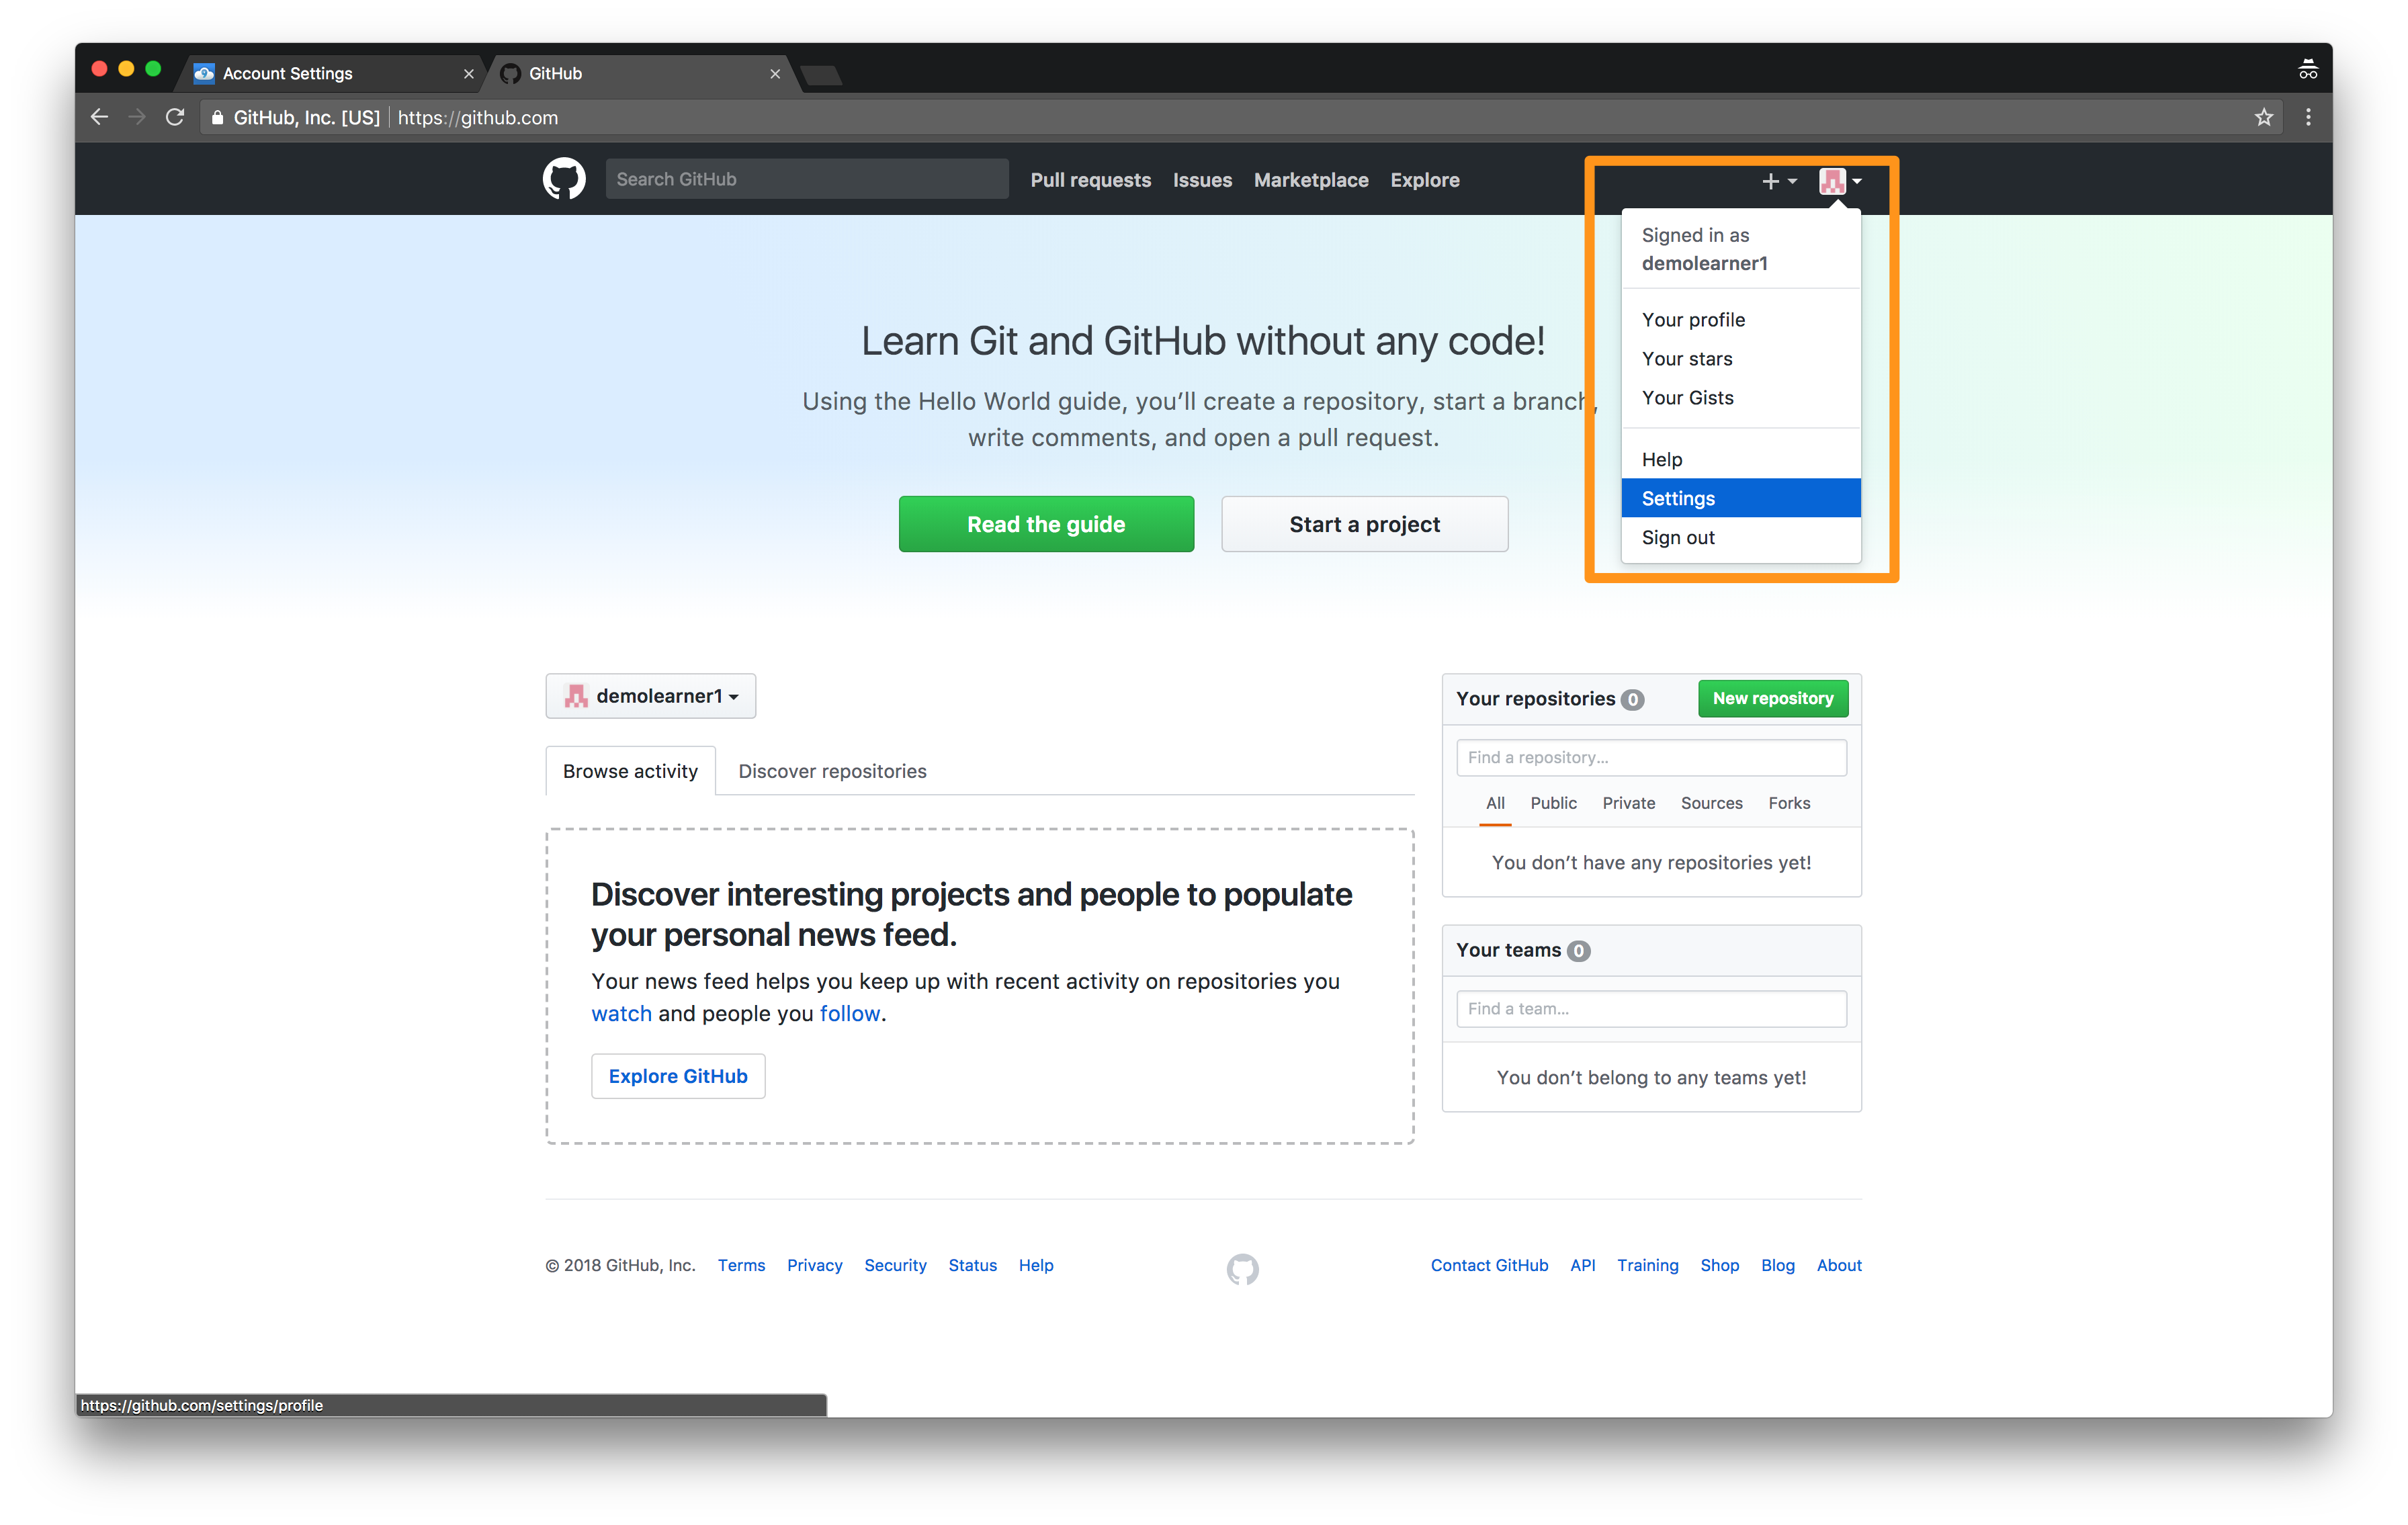 Account Settings
GitHub
GitHub, Inc. [US] https://github.com
Search GitHub
Pull requests Issues Marketplace Explore
Signed in as
demolearner1
Your profile
Your stars
Your Gists
Help
Settings
Sign out
Learn Git and GitHub without any code!
Using the Hello World guide, you’ll create a repository, start a branch,
write comments, and open a pull request.
Read the guide
Start a project
demolearner1
Browse activity
Discover repositories
Discover interesting projects and people to populate
your personal news feed.
Your news feed helps you keep up with recent activity on repositories you
watch and people you follow.
Explore GitHub
Your repositories 0
New repository
Find a repository...
All Public Private Sources Forks
You don’t have any repositories yet!
Your teams 0
Find a team...
You don’t belong to any teams yet!
© 2018 GitHub, Inc. Terms Privacy Security Status Help
Contact GitHub API Training Shop Blog About
https://github.com/settings/profile